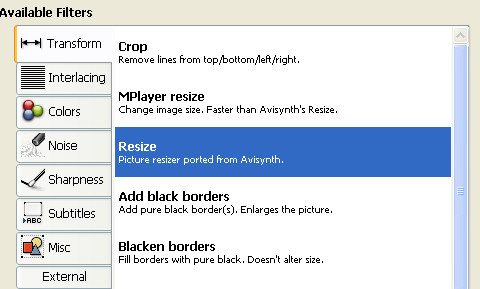 Available Filters
Transform
Interlacing
Colors
Noise
Sharpness
ABC
Subtitles
Misc
External
Crop
Remove lines from top/bottom/left/right.
MPlayer resize
Change image size. Faster than Avisynth's Resize.
Resize
Picture resizer ported from Avisynth.
Add black borders
Add pure black border(s). Enlarges the picture.
Blacken borders
Fill borders with pure black. Doesn't alter size.